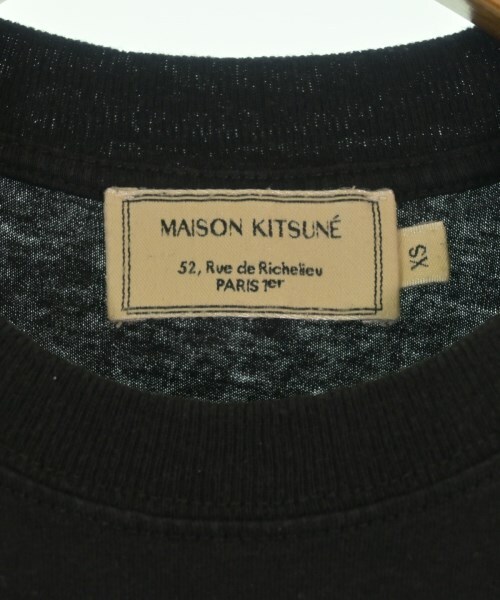 MAISON KITSUNÉ
52, Rue de Richelieu
PARIS 1er
XS